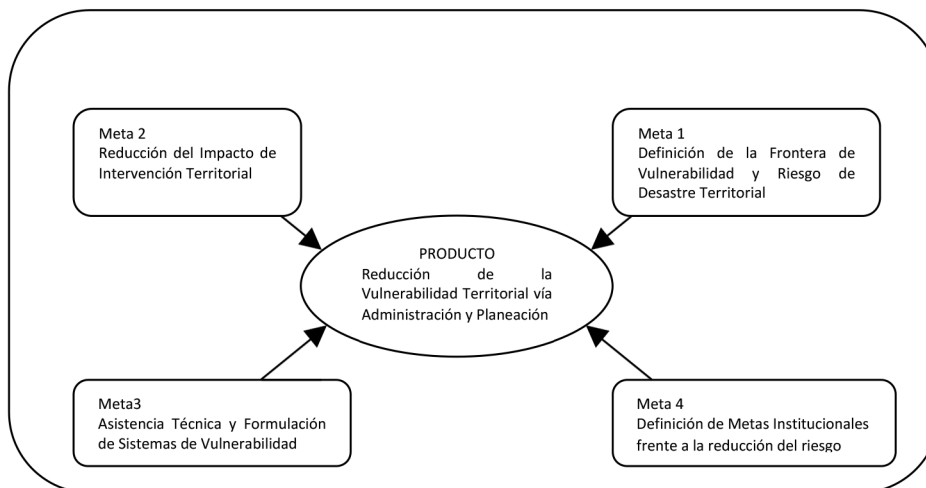 Meta 2
Reducción del Impacto de
Intervención Territorial
Meta 1
Definición de la Frontera de
Vulnerabilidad y Riesgo de
Desastre Territorial
PRODUCTO
Reducción de la
Vulnerabilidad Territorial vía
Administración y Planeación
Meta3
Asistencia Técnica y Formulación
de Sistemas de Vulnerabilidad
Meta 4
Definición de Metas Institucionales
frente a la reducción del riesgo